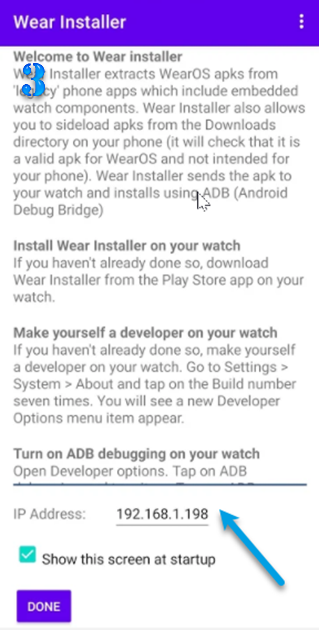 Wear Installer
Welcome to Wear installer
3
Wear Installer extracts WearOS apks from
'legacy' phone apps which include embedded
watch components. Wear Installer also allows
you to sideload apks from the Downloads
directory on your phone (it will check that it is
a valid apk for WearOS and not intended for
your phone). Wear Installer sends the apk to
your watch and installs using ADB (Android
Debug Bridge)
Install Wear Installer on your watch
If you haven't already done so, download
Wear Installer from the Play Store app on your
watch.
Make yourself a developer on your watch
If you haven't already done so, make yourself
a developer on your watch. Go to Settings >
System > About and tap on the Build number
seven times. You will see a new Developer
Options menu item appear.
Turn on ADB debugging on your watch
Open Developer options. Tap on ADB
IP Address: 192.168.1.198
Show this screen at startup
DONE